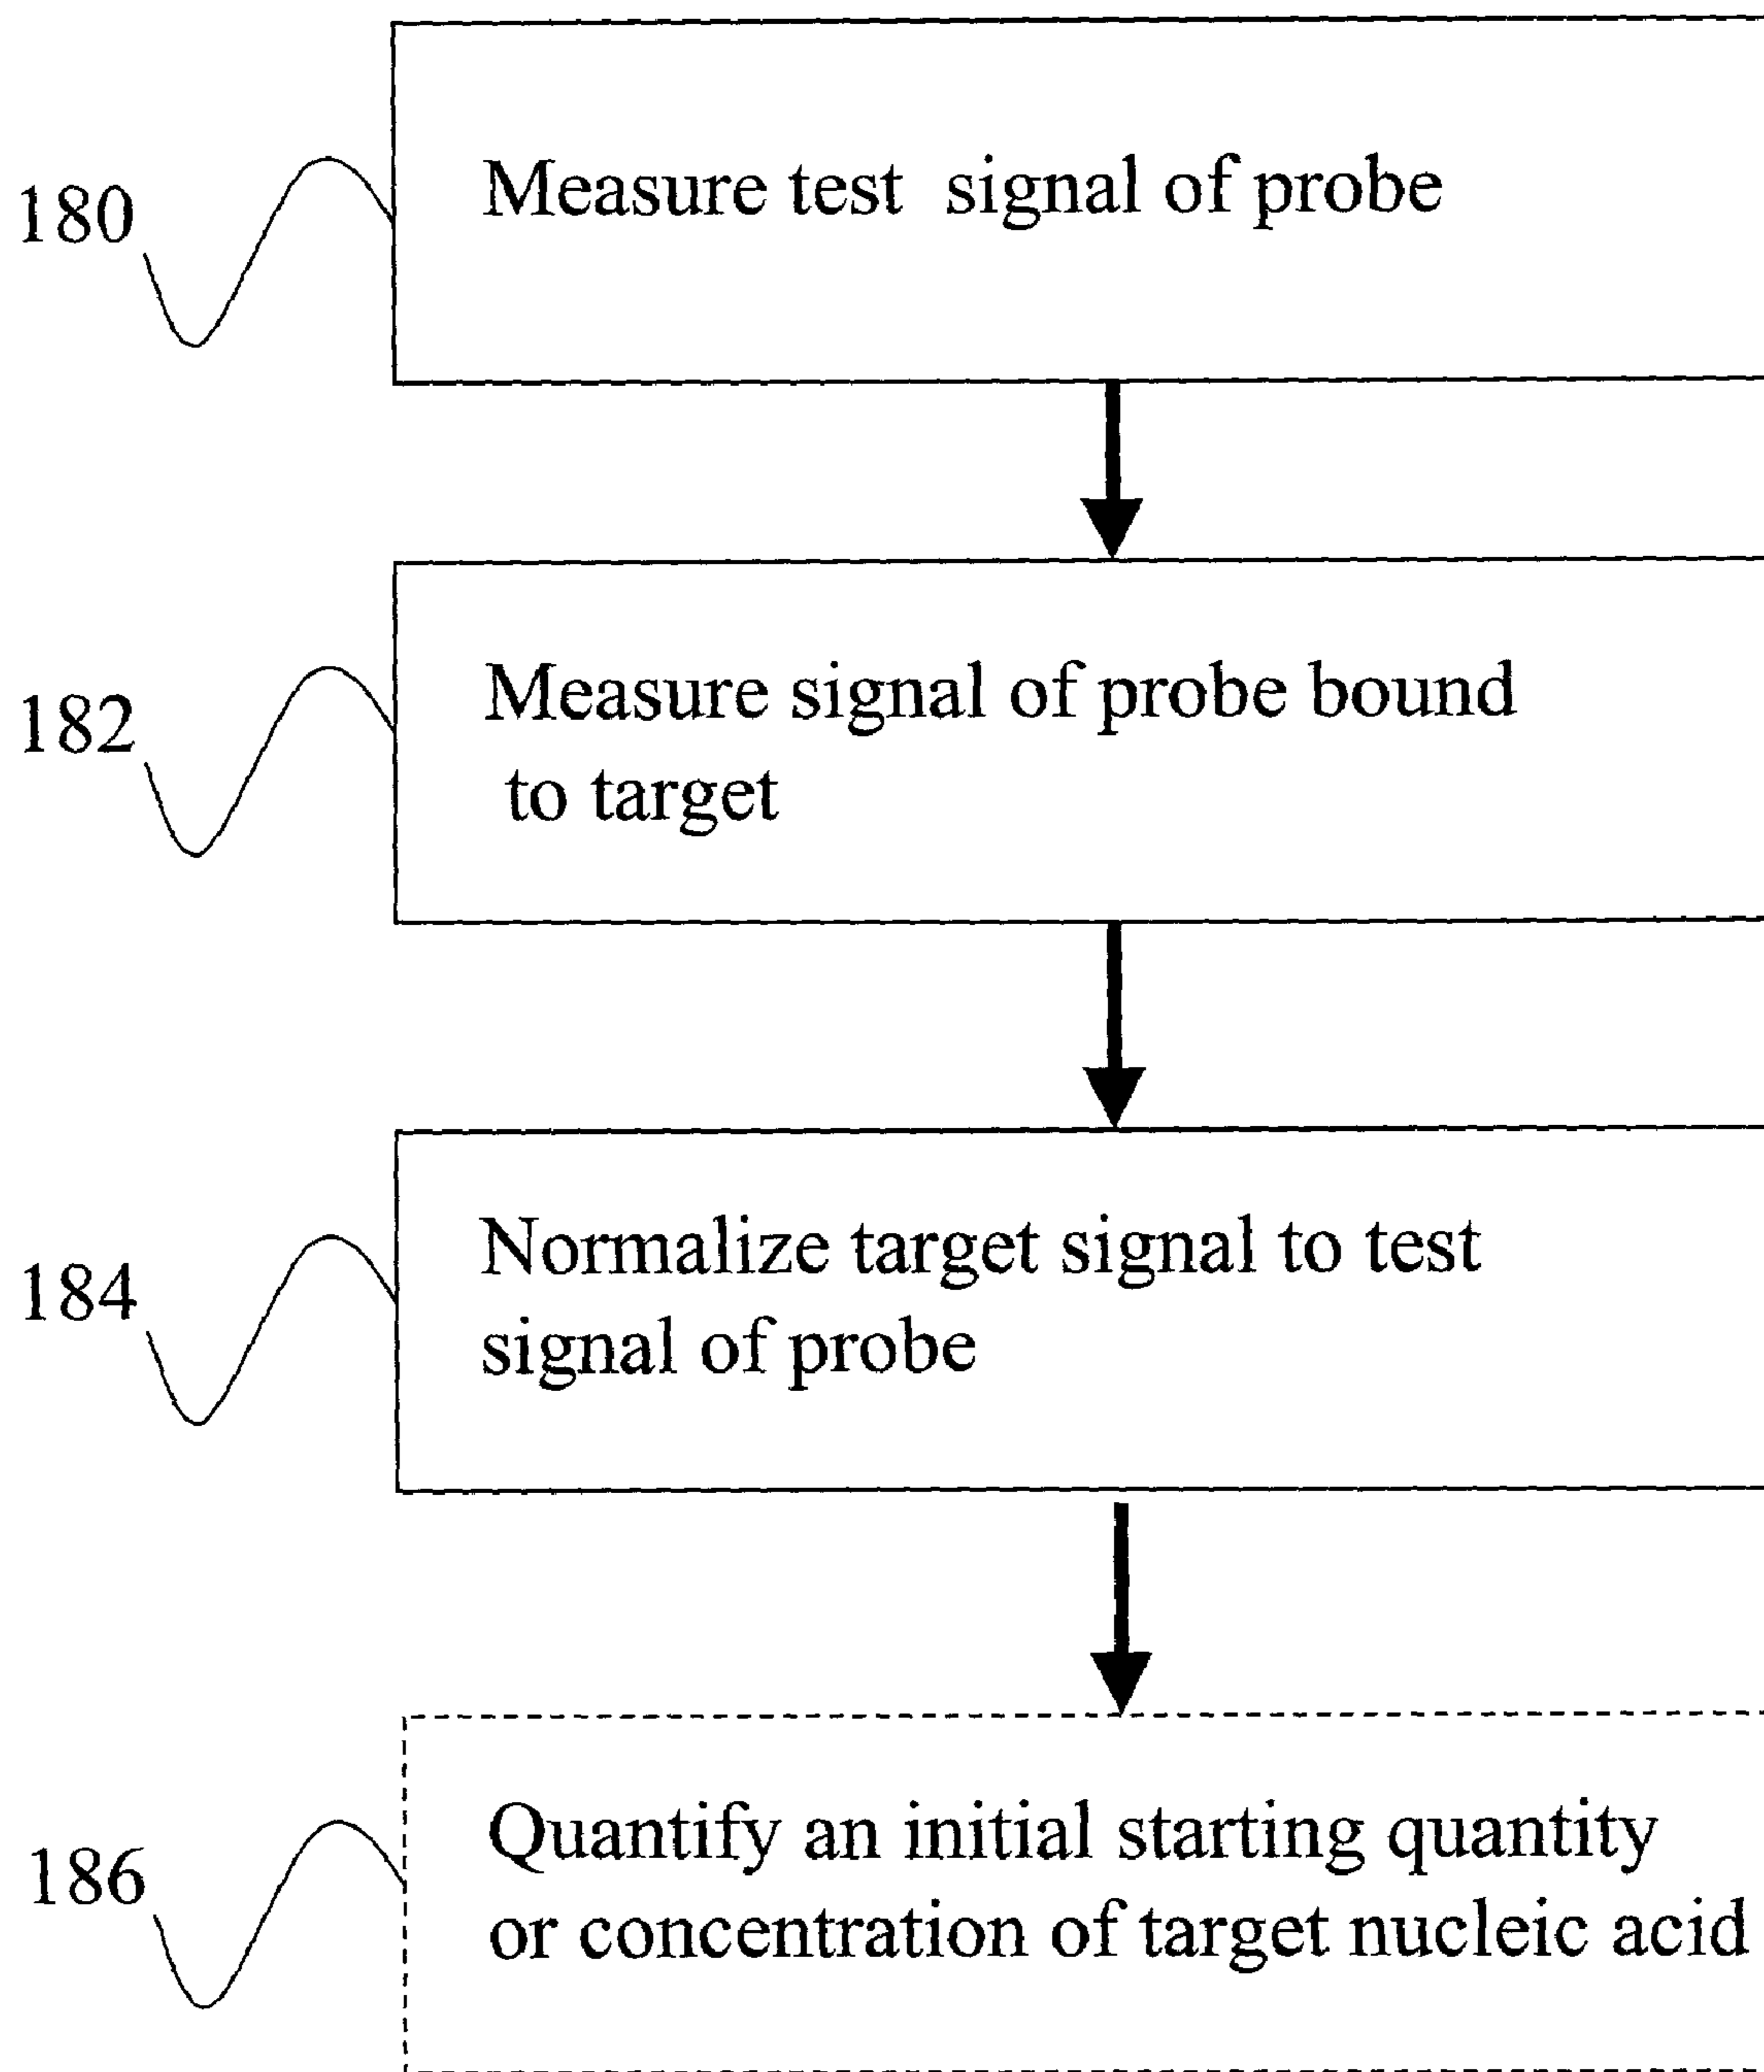 180
Measure test signal of probe
182
Measure signal of probe bound
to target
184
Normalize target signal to test
signal of probe
186
Quantify an initial starting quantity
or concentration of target nucleic acid